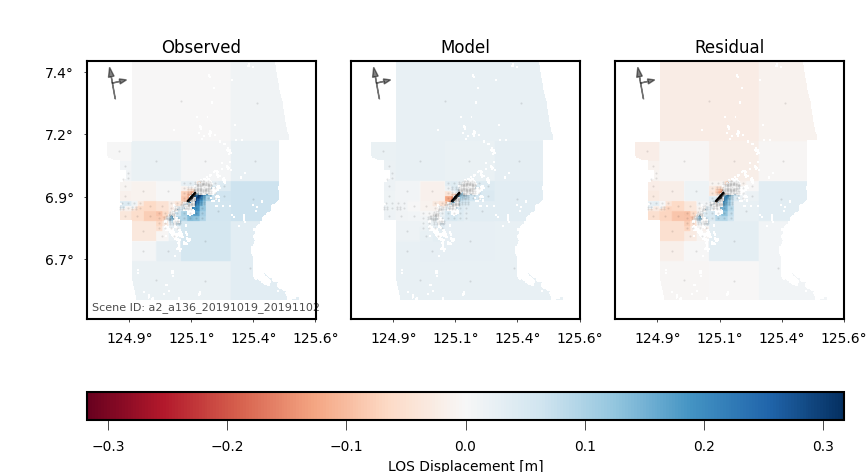 Observed Model Residual
7.4°
7.2°
6.9°
6.7°
Scene ID: a2_a136_20191019_20191102
124.9° 125.1° 125.4° 125.6° 124.9° 125.1° 125.4° 125.6° 124.9° 125.1° 125.4° 125.6°
−0.3 −0.2 −0.1 0.0 0.1 0.2 0.3
LOS Displacement [m]